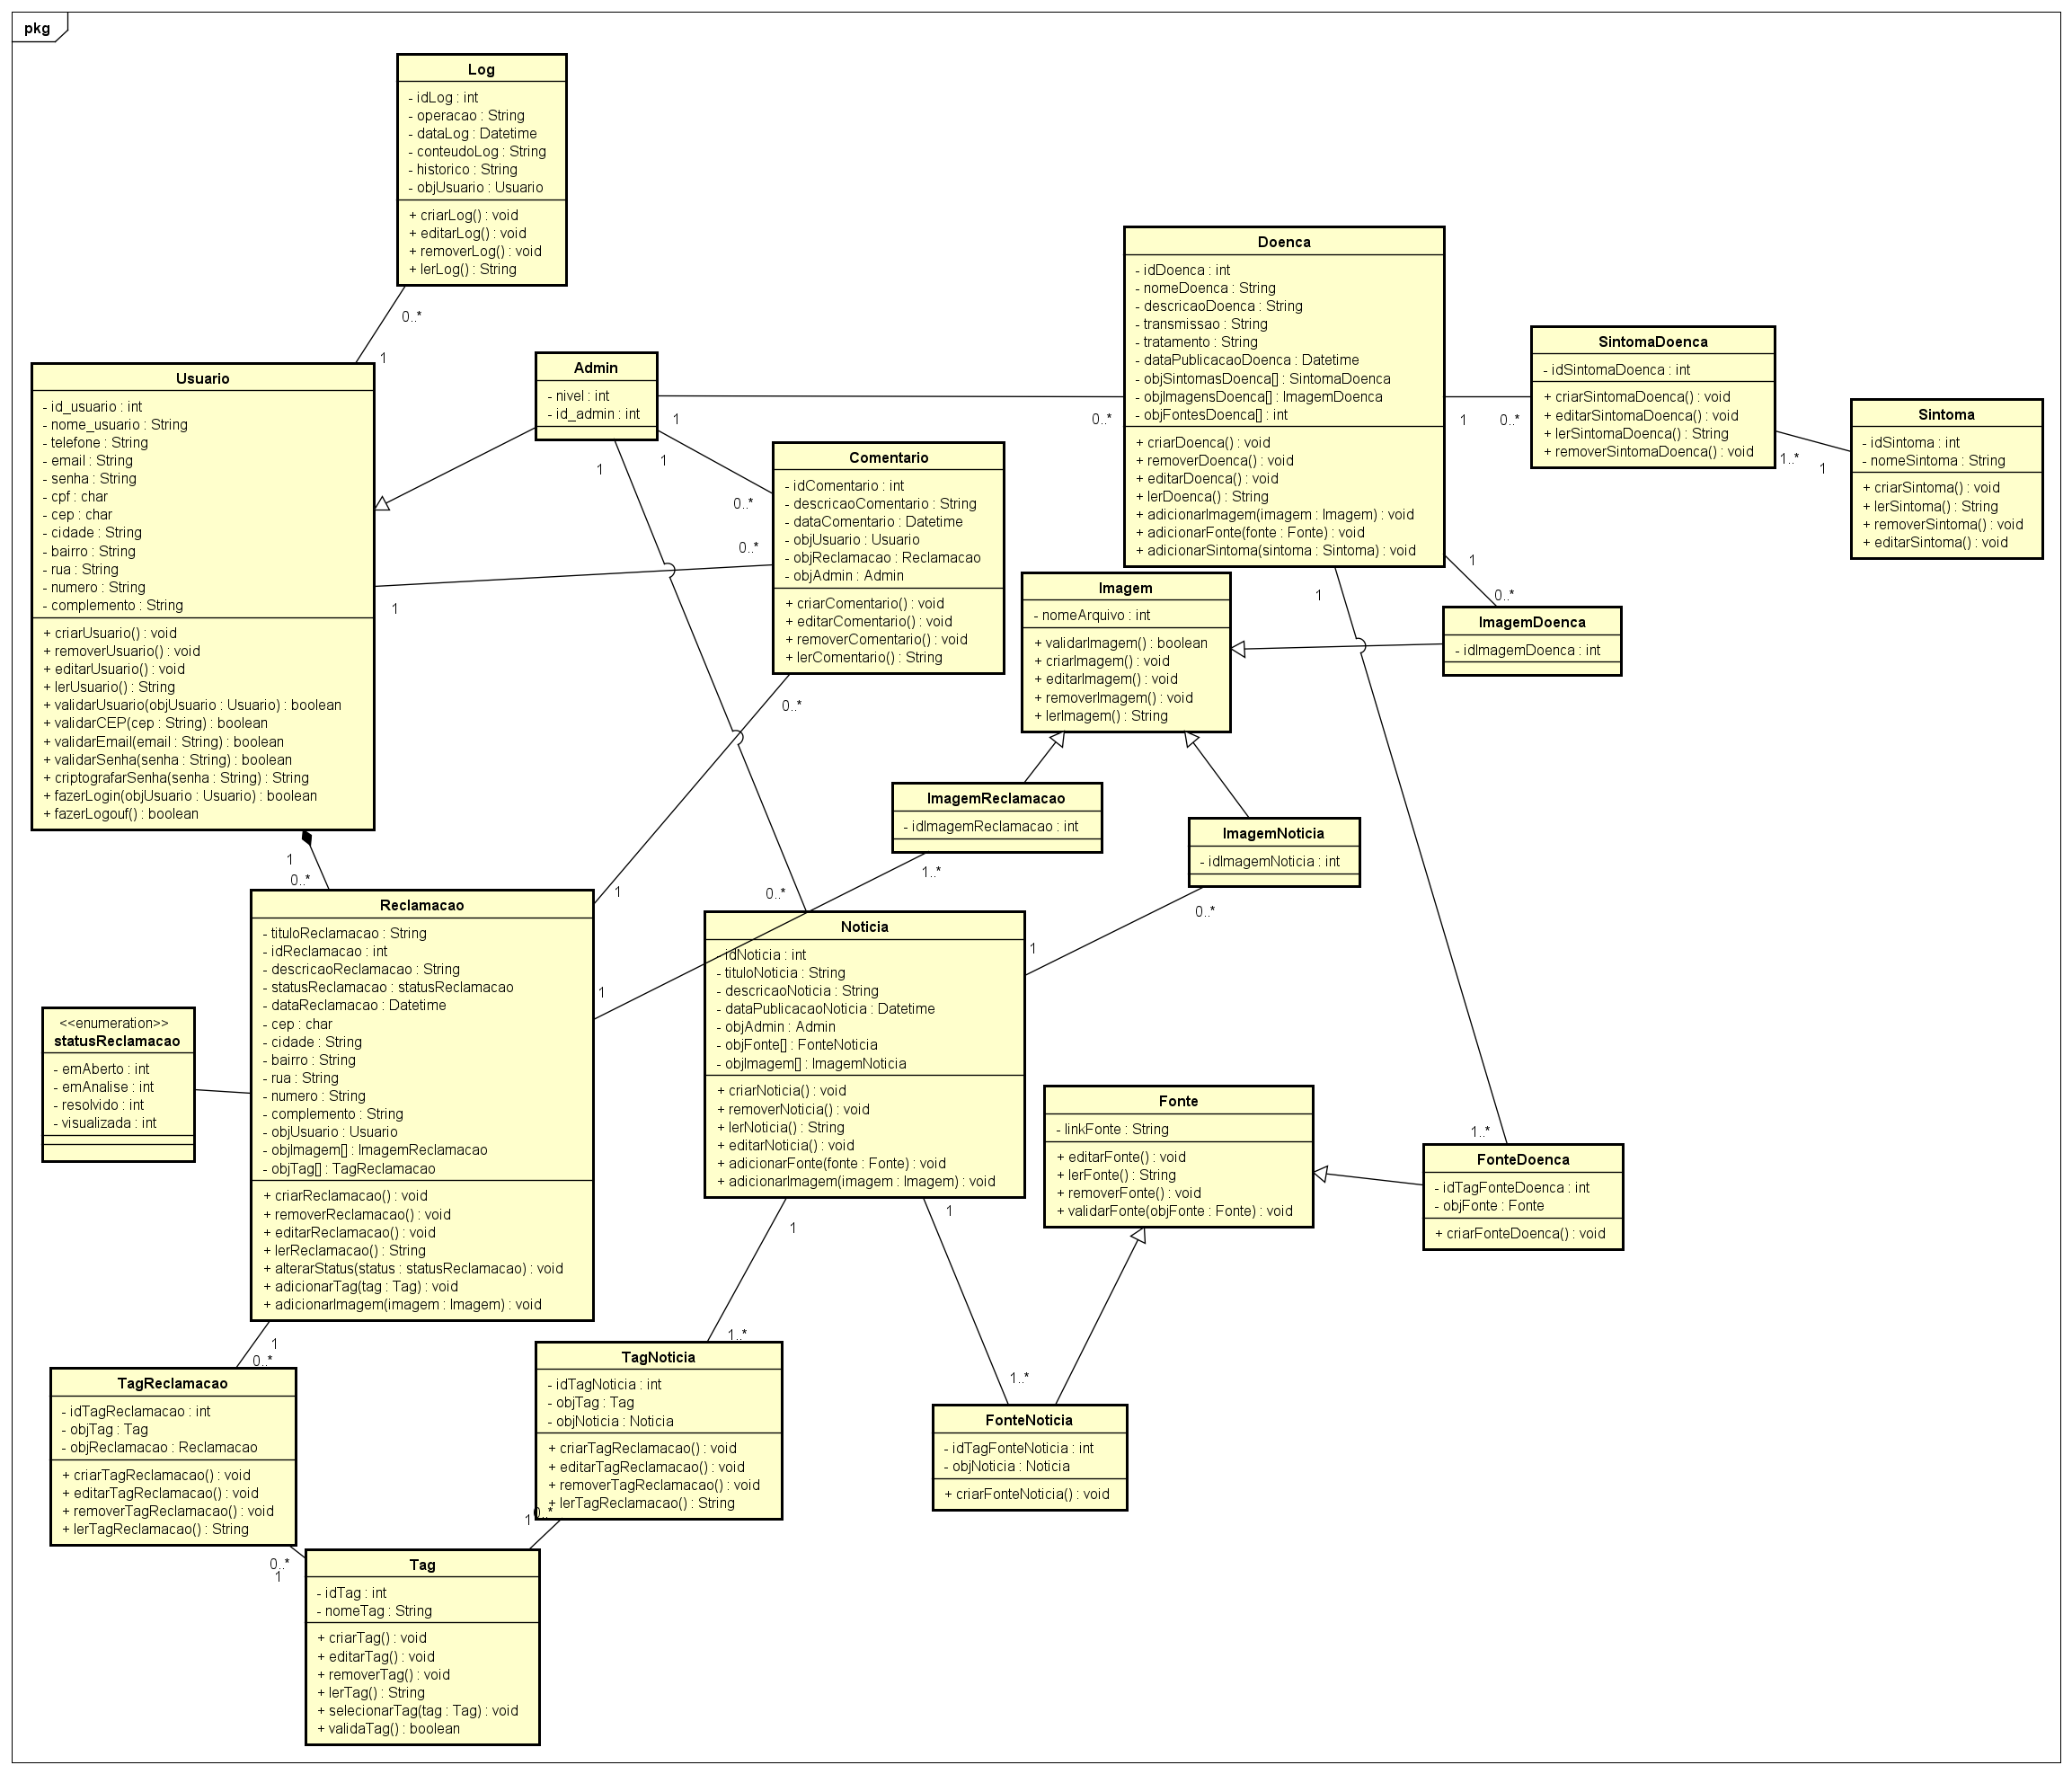 pkg
Log
- idLog : int
- operacao : String
- dataLog : Datetime
- conteudoLog : String
- historico : String
- objUsuario : Usuario
+ criarLog() : void
+ editarLog() : void
+ removerLog() : void
+ lerLog() : String
0..*
1
Usuario
- id_usuario : int
- nome_usuario : String
- telefone : String
- email : String
- senha : String
- cpf : char
- cep : char
- cidade : String
- bairro : String
- rua : String
- numero : String
- complemento : String
+ criarUsuario() : void
+ removerUsuario() : void
+ editarUsuario() : void
+ lerUsuario() : String
+ validarUsuario(objUsuario : Usuario) : boolean
+ validarCEP(cep : String) : boolean
+ validarEmail(email : String) : boolean
+ validarSenha(senha : String) : boolean
+ criptografarSenha(senha : String) : String
+ fazerLogin(objUsuario : Usuario) : boolean
+ fazerLogouf() : boolean
Admin
- nivel : int
- id_admin : int
1
0..*
1
0..*
1
0..*
1
0..*
Comentario
- idComentario : int
- descricaoComentario : String
- dataComentario : Datetime
- objUsuario : Usuario
- objReclamacao : Reclamacao
- objAdmin : Admin
+ criarComentario() : void
+ editarComentario() : void
+ removerComentario() : void
+ lerComentario() : String
0..*
1
Doenca
- idDoenca : int
- nomeDoenca : String
- descricaoDoenca : String
- transmissao : String
- tratamento : String
- dataPublicacaoDoenca : Datetime
- objSintomasDoenca[] : SintomaDoenca
- objImagensDoenca[] : ImagemDoenca
- objFontesDoenca[] : int
+ criarDoenca() : void
+ removerDoenca() : void
+ editarDoenca() : void
+ lerDoenca() : String
+ adicionarImagem(imagem : Imagem) : void
+ adicionarFonte(fonte : Fonte) : void
+ adicionarSintoma(sintoma : Sintoma) : void
1
0..*
SintomaDoenca
- idSintomaDoenca : int
+ criarSintomaDoenca() : void
+ editarSintomaDoenca() : void
+ lerSintomaDoenca() : String
+ removerSintomaDoenca() : void
1..*
1
Sintoma
- idSintoma : int
- nomeSintoma : String
+ criarSintoma() : void
+ lerSintoma() : String
+ removerSintoma() : void
+ editarSintoma() : void
1
0..*
ImagemDoenca
- idImagemDoenca : int
Imagem
- nomeArquivo : int
+ validarImagem() : boolean
+ criarImagem() : void
+ editarImagem() : void
+ removerImagem() : void
+ lerImagem() : String
1
1..*
ImagemReclamacao
- idImagemReclamacao : int
1..*
1
ImagemNoticia
- idImagemNoticia : int
0..*
1
1
0..*
Reclamacao
- tituloReclamacao : String
- idReclamacao : int
- descricaoReclamacao : String
- statusReclamacao : statusReclamacao
- dataReclamacao : Datetime
- cep : char
- cidade : String
- bairro : String
- rua : String
- numero : String
- complemento : String
- objUsuario : Usuario
- objImagem[] : ImagemReclamacao
- objTag[] : TagReclamacao
+ criarReclamacao() : void
+ removerReclamacao() : void
+ editarReclamacao() : void
+ lerReclamacao() : String
+ alterarStatus(status : statusReclamacao) : void
+ adicionarTag(tag : Tag) : void
+ adicionarImagem(imagem : Imagem) : void
<<enumeration>>
statusReclamacao
- emAberto : int
- emAnalise : int
- resolvido : int
- visualizada : int
Noticia
- idNoticia : int
- tituloNoticia : String
- descricaoNoticia : String
- dataPublicacaoNoticia : Datetime
- objAdmin : Admin
- objFonte[] : FonteNoticia
- objImagem[] : ImagemNoticia
+ criarNoticia() : void
+ removerNoticia() : void
+ lerNoticia() : String
+ editarNoticia() : void
+ adicionarFonte(fonte : Fonte) : void
+ adicionarImagem(imagem : Imagem) : void
Fonte
- linkFonte : String
+ editarFonte() : void
+ lerFonte() : String
+ removerFonte() : void
+ validarFonte(objFonte : Fonte) : void
FonteDoenca
- idTagFonteDoenca : int
- objFonte : Fonte
+ criarFonteDoenca() : void
1
1..*
1
1..*
1
0..*
TagReclamacao
- idTagReclamacao : int
- objTag : Tag
- objReclamacao : Reclamacao
+ criarTagReclamacao() : void
+ editarTagReclamacao() : void
+ removerTagReclamacao() : void
+ lerTagReclamacao() : String
0..*
1
TagNoticia
- idTagNoticia : int
- objTag : Tag
- objNoticia : Noticia
+ criarTagReclamacao() : void
+ editarTagReclamacao() : void
+ removerTagReclamacao() : void
+ lerTagReclamacao() : String
0..*
1
FonteNoticia
- idTagFonteNoticia : int
- objNoticia : Noticia
+ criarFonteNoticia() : void
Tag
- idTag : int
- nomeTag : String
+ criarTag() : void
+ editarTag() : void
+ removerTag() : void
+ lerTag() : String
+ selecionarTag(tag : Tag) : void
+ validaTag() : boolean